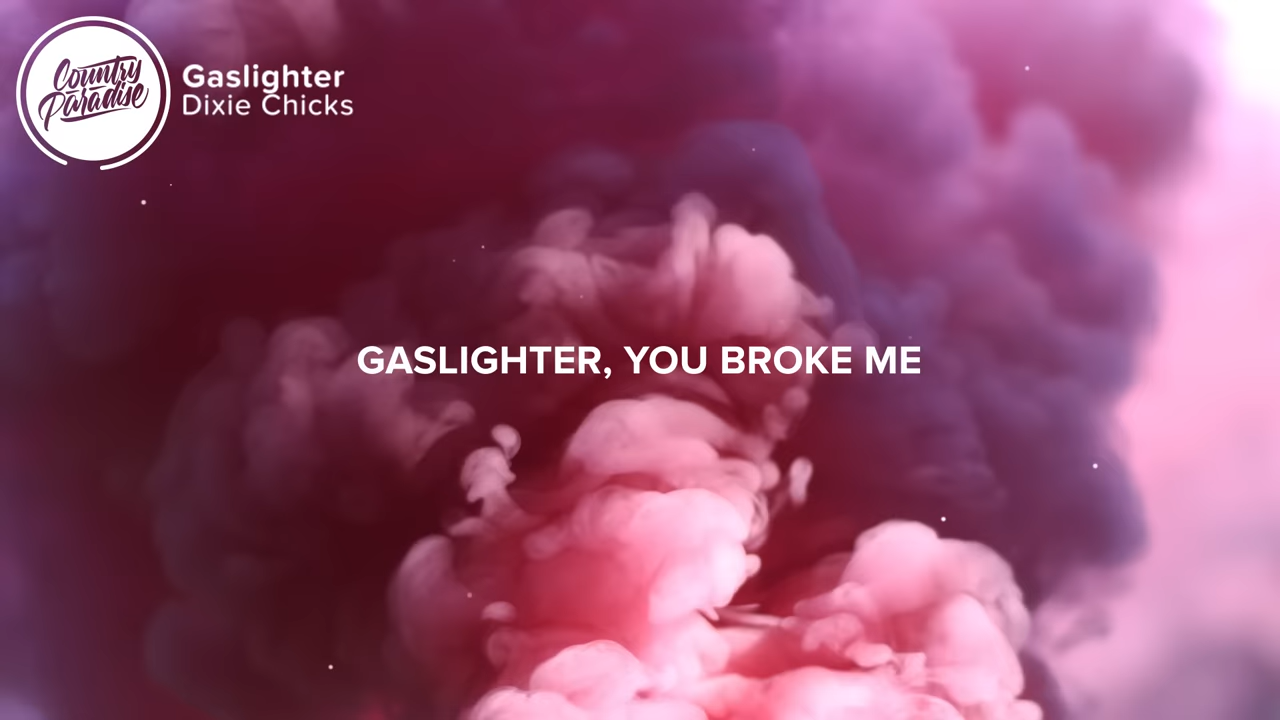 Country
Paradise
Gaslighter
Dixie Chicks
GASLIGHTER, YOU BROKE ME